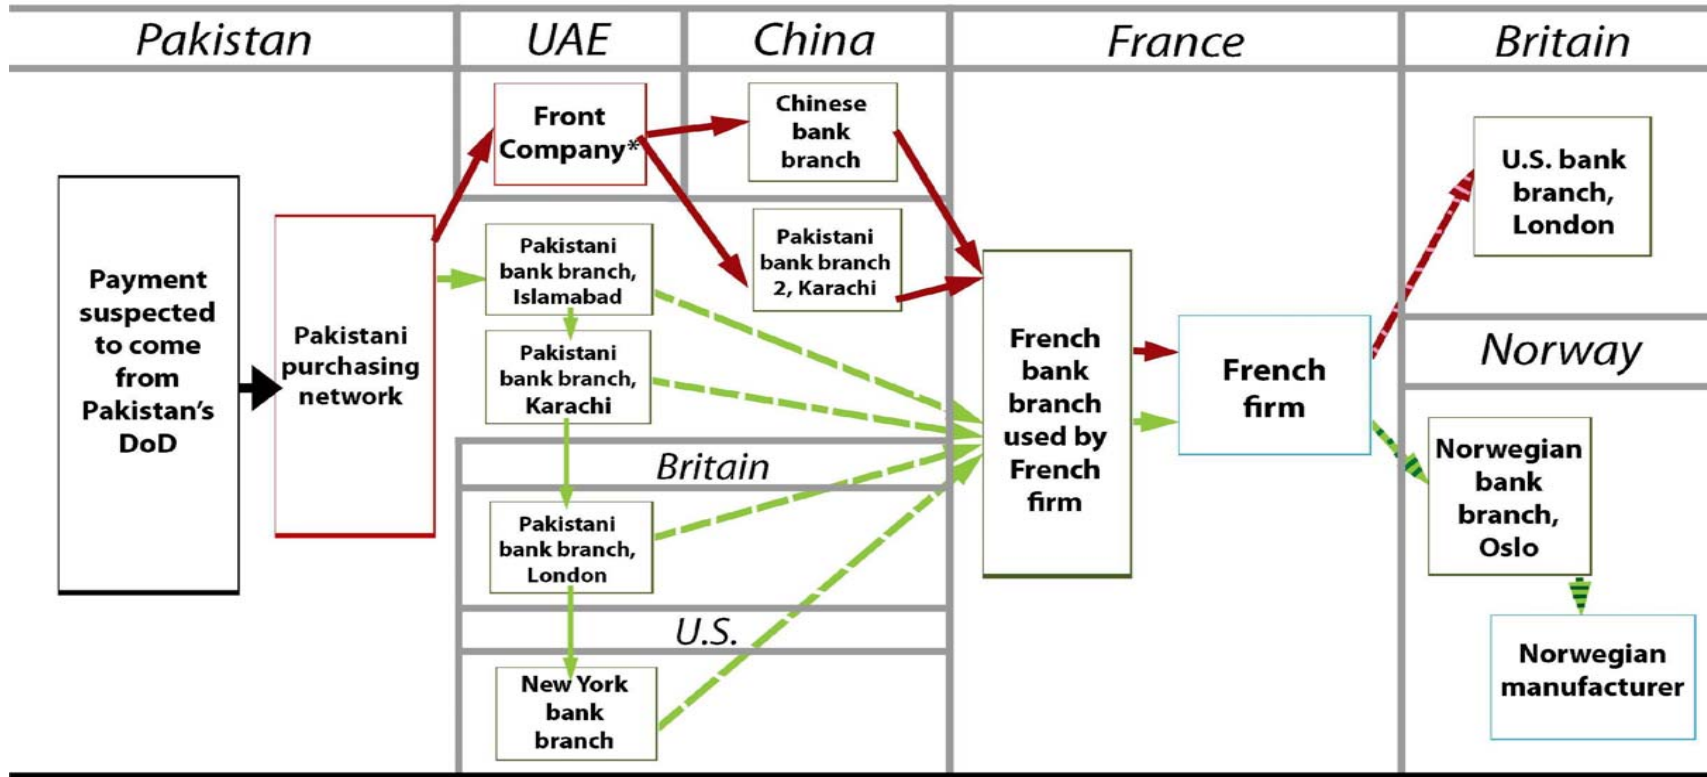 Pakistan
UAE
China
France
Britain
Payment
suspected
to come
from
Pakistan's
DoD
Pakistani
purchasing
network
Front
Company*
Chinese
bank
branch
Pakistani
bank branch,
Islamabad
Pakistani
bank branch
2, Karachi
Pakistani
bank branch,
Karachi
Britain
Pakistani
bank branch,
London
U.S.
New York
bank
branch
French
bank
branch
used by
French
firm
French
firm
U.S. bank
branch,
London
Norway
Norwegian
bank
branch,
Oslo
Norwegian
manufacturer